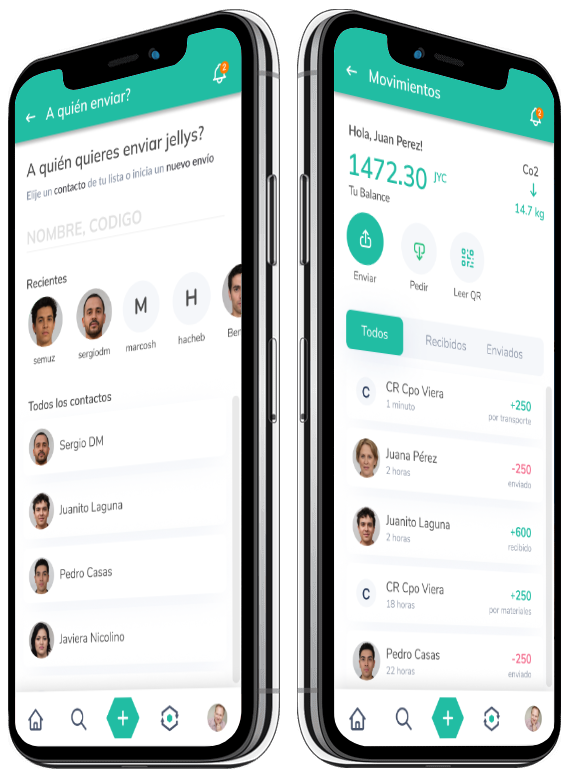 A quién enviar?
2
A quién quieres enviar jellys?
Elije un contacto de tu lista o inicia un nuevo envío
NOMBRE, CODIGO
Recientes
M
H
semuz
sergiodm
marcosh
hacheb
Ben
Todos los contactos
Sergio DM
Juanito Laguna
Pedro Casas
Javiera Nicolino
Movimientos
2
Hola, Juan Perez!
1472.30 JYC
Tu Balance
Co2
14.7 kg
Enviar
Pedir
Leer QR
Todos
Recibidos
Enviados
C
CR Cpo Viera
1 minuto
+250
por transporte
Juana Pérez
2 horas
-250
enviado
Juanito Laguna
2 horas
+600
recibido
C
CR Cpo Viera
18 horas
+250
por materiales
Pedro Casas
22 horas
-250
enviado